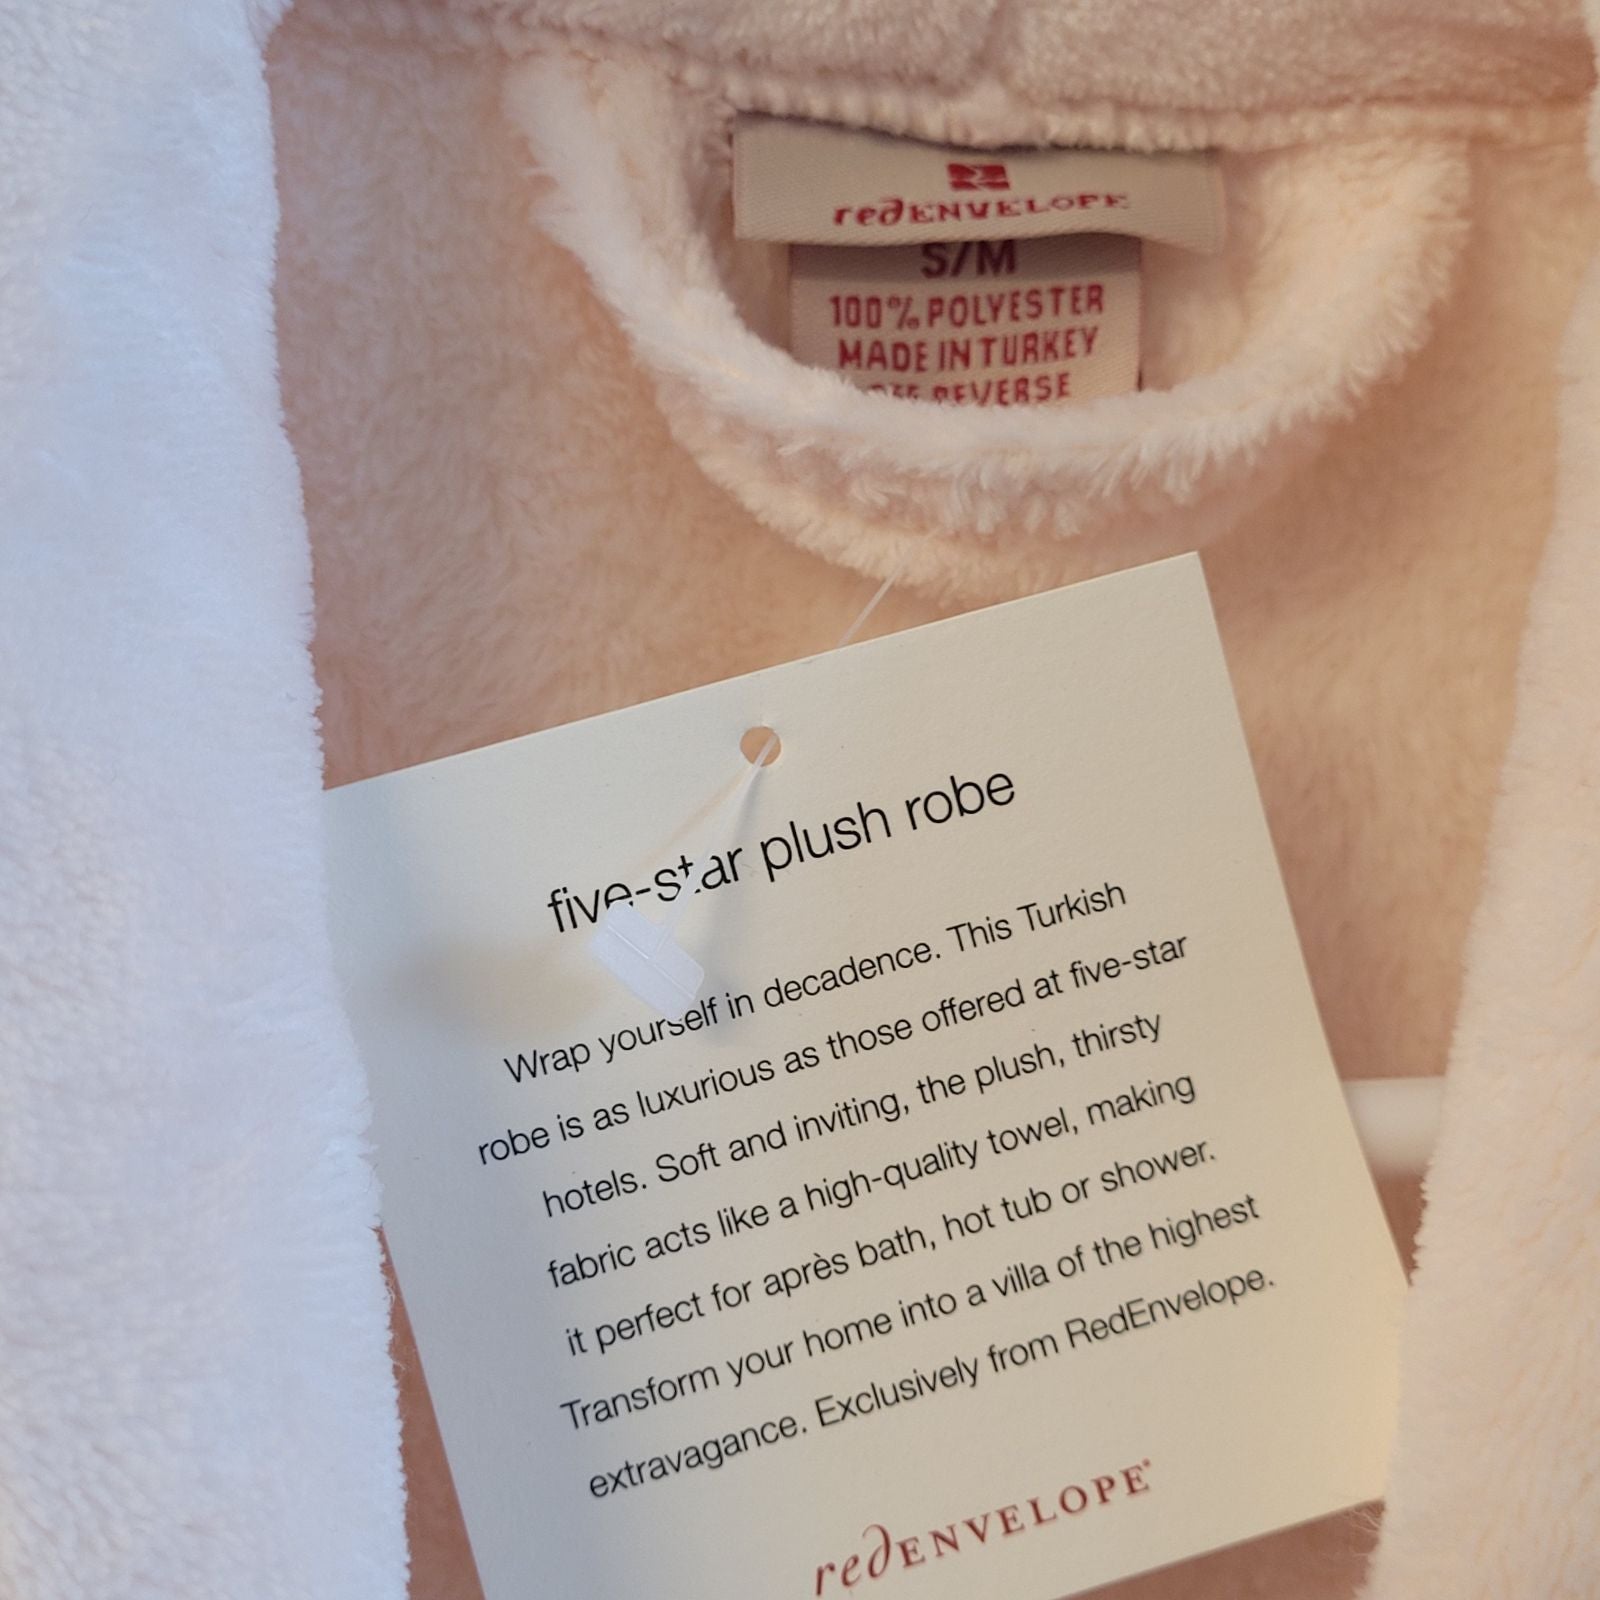 redENVELOPE
S/M
100% POLYESTER
MADE IN TURKEY
REVERSE
five-star plush robe
Wrap yourself in decadence. This Turkish
robe is as luxurious as those offered at five-star
hotels. Soft and inviting, the plush, thirsty
fabric acts like a high-quality towel, making
it perfect for après bath, hot tub or shower.
Transform your home into a villa of the highest
extravagance. Exclusively from RedEnvelope.
redENVELOPE®